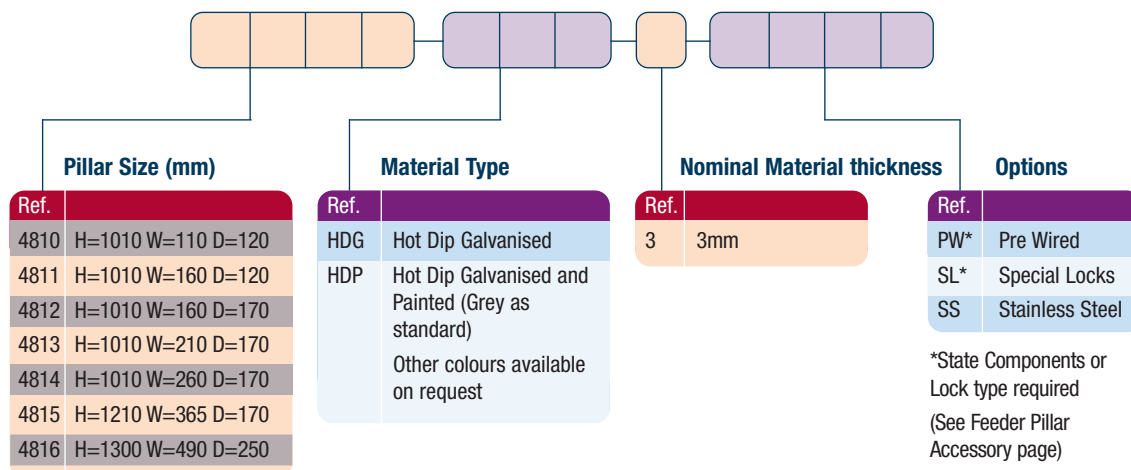 Pillar Size (mm)
Ref.
4810 H=1010 W=110 D=120
4811 H=1010 W=160 D=120
4812 H=1010 W=160 D=170
4813 H=1010 W=210 D=170
4814 H=1010 W=260 D=170
4815 H=1210 W=365 D=170
4816 H=1300 W=490 D=250
Material Type
Ref.
HDG Hot Dip Galvanised
HDP Hot Dip Galvanised and
Painted (Grey as
standard)
Other colours available
on request
Nominal Material thickness
Ref.
3 3mm
Options
Ref.
PW* Pre Wired
SL* Special Locks
SS Stainless Steel
*State Components or
Lock type required
(See Feeder Pillar
Accessory page)